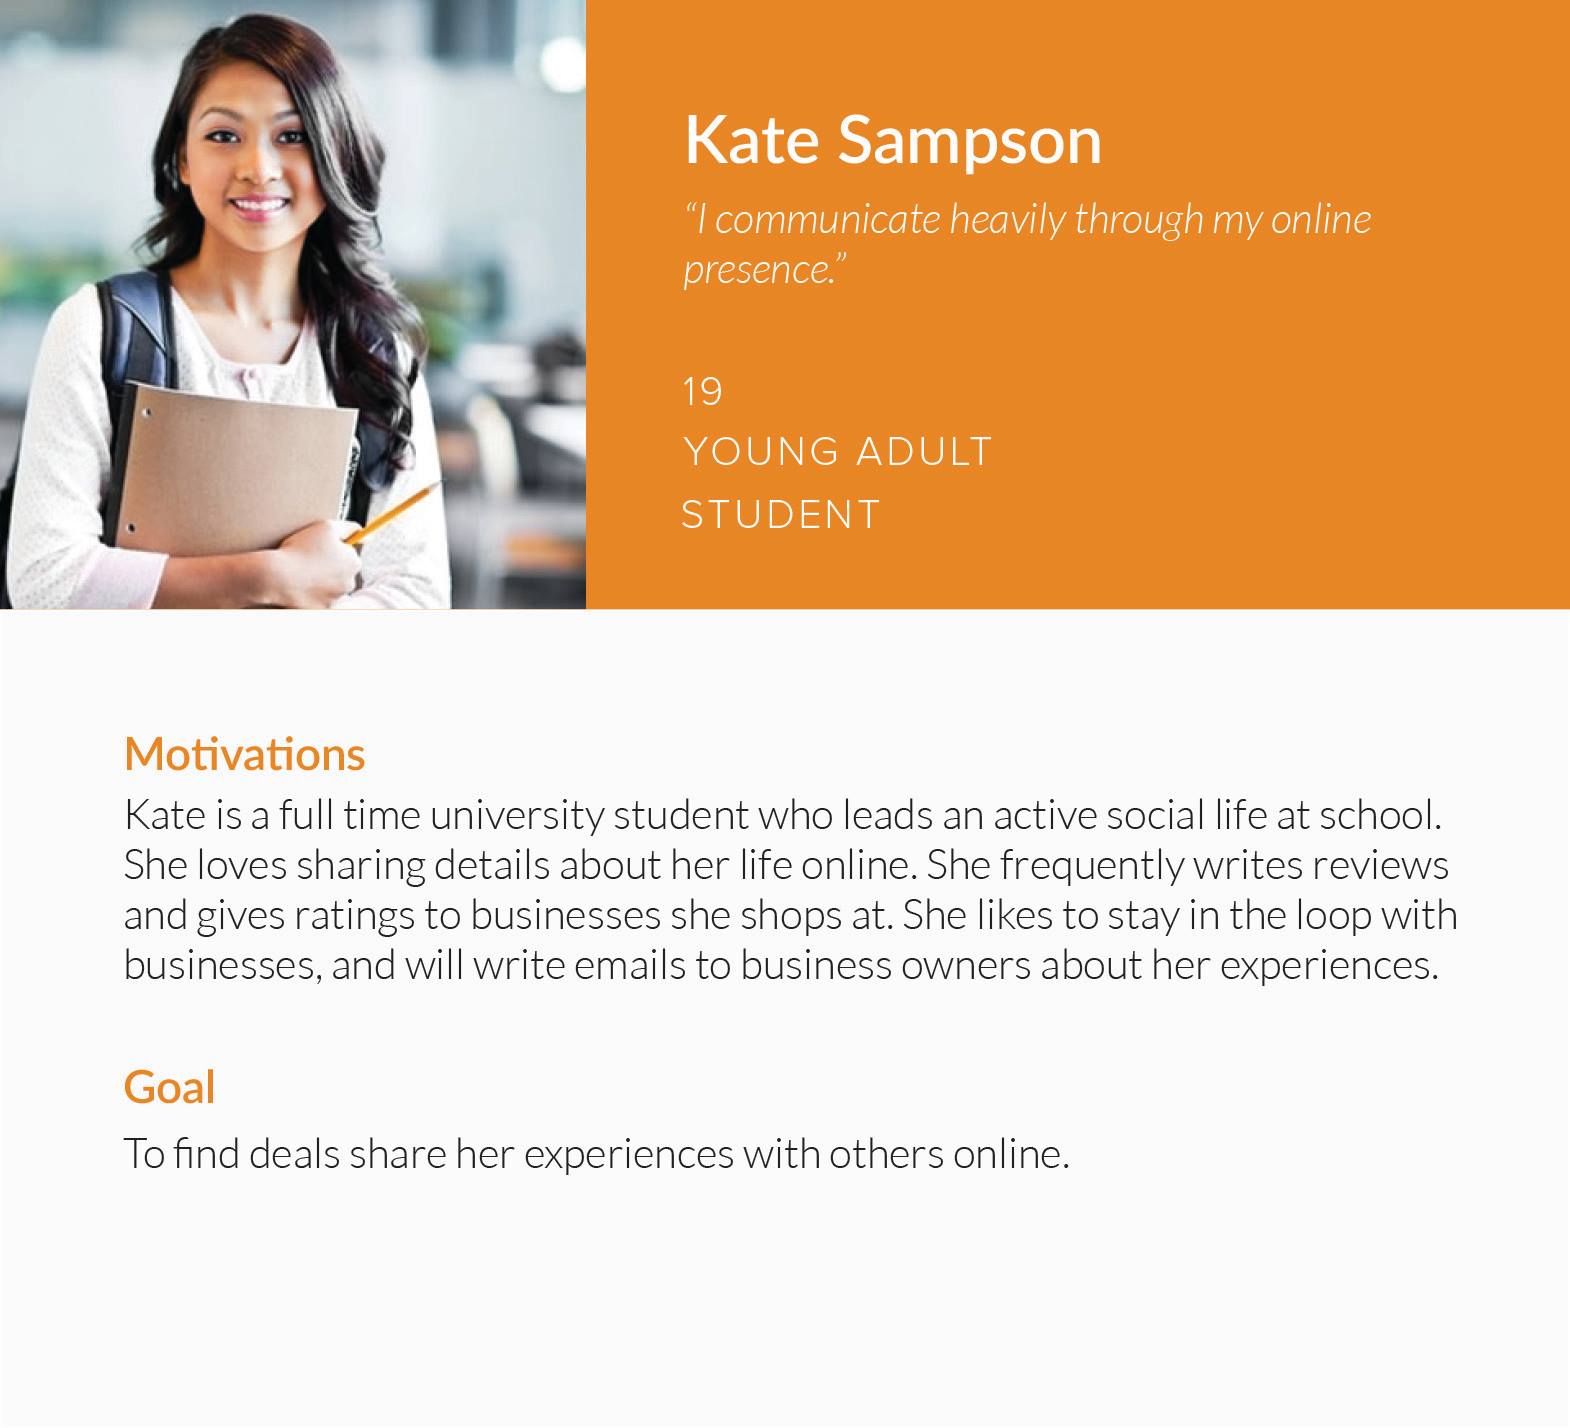 Kate Sampson
“I communicate heavily through my online
presence.”
19
YOUNG ADULT
STUDENT
Motivations
Kate is a full time university student who leads an active social life at school.
She loves sharing details about her life online. She frequently writes reviews
and gives ratings to businesses she shops at. She likes to stay in the loop with
businesses, and will write emails to business owners about her experiences.
Goal
To find deals share her experiences with others online.